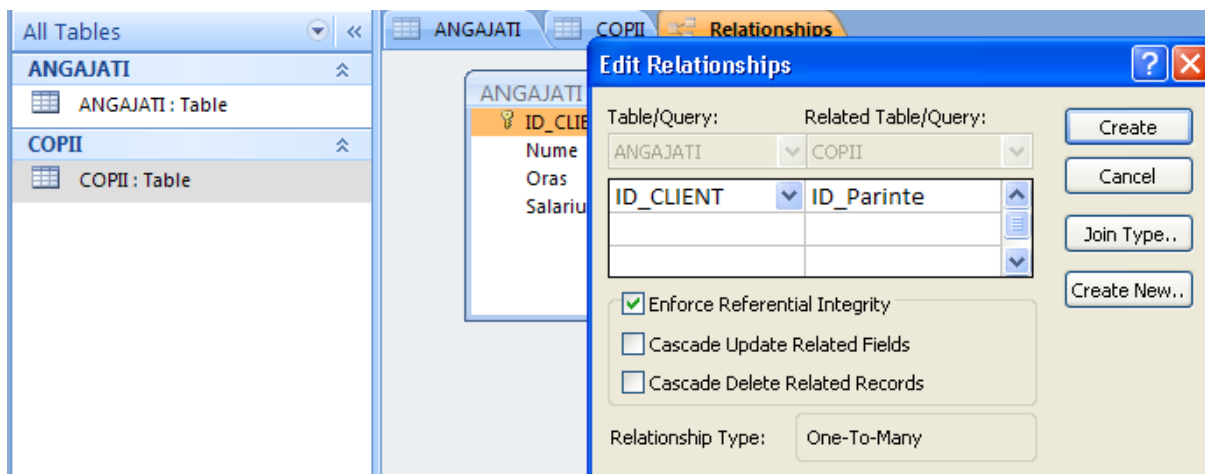 All Tables
ANGAJATI
ANGAJATI : Table
COPII
COPII : Table
ANGAJATI COPII Relationships
ANGAJATI
Nume
Oras
Edit Relationships
Table/Query: Related Table/Query:
ANGAJATI COPII
ID_CLIENT ID_Parinte
Enforce Referential Integrity
Cascade Update Related Fields
Cascade Delete Related Records
Relationship Type: One-To-Many
Create
Cancel
Join Type..
Create New..